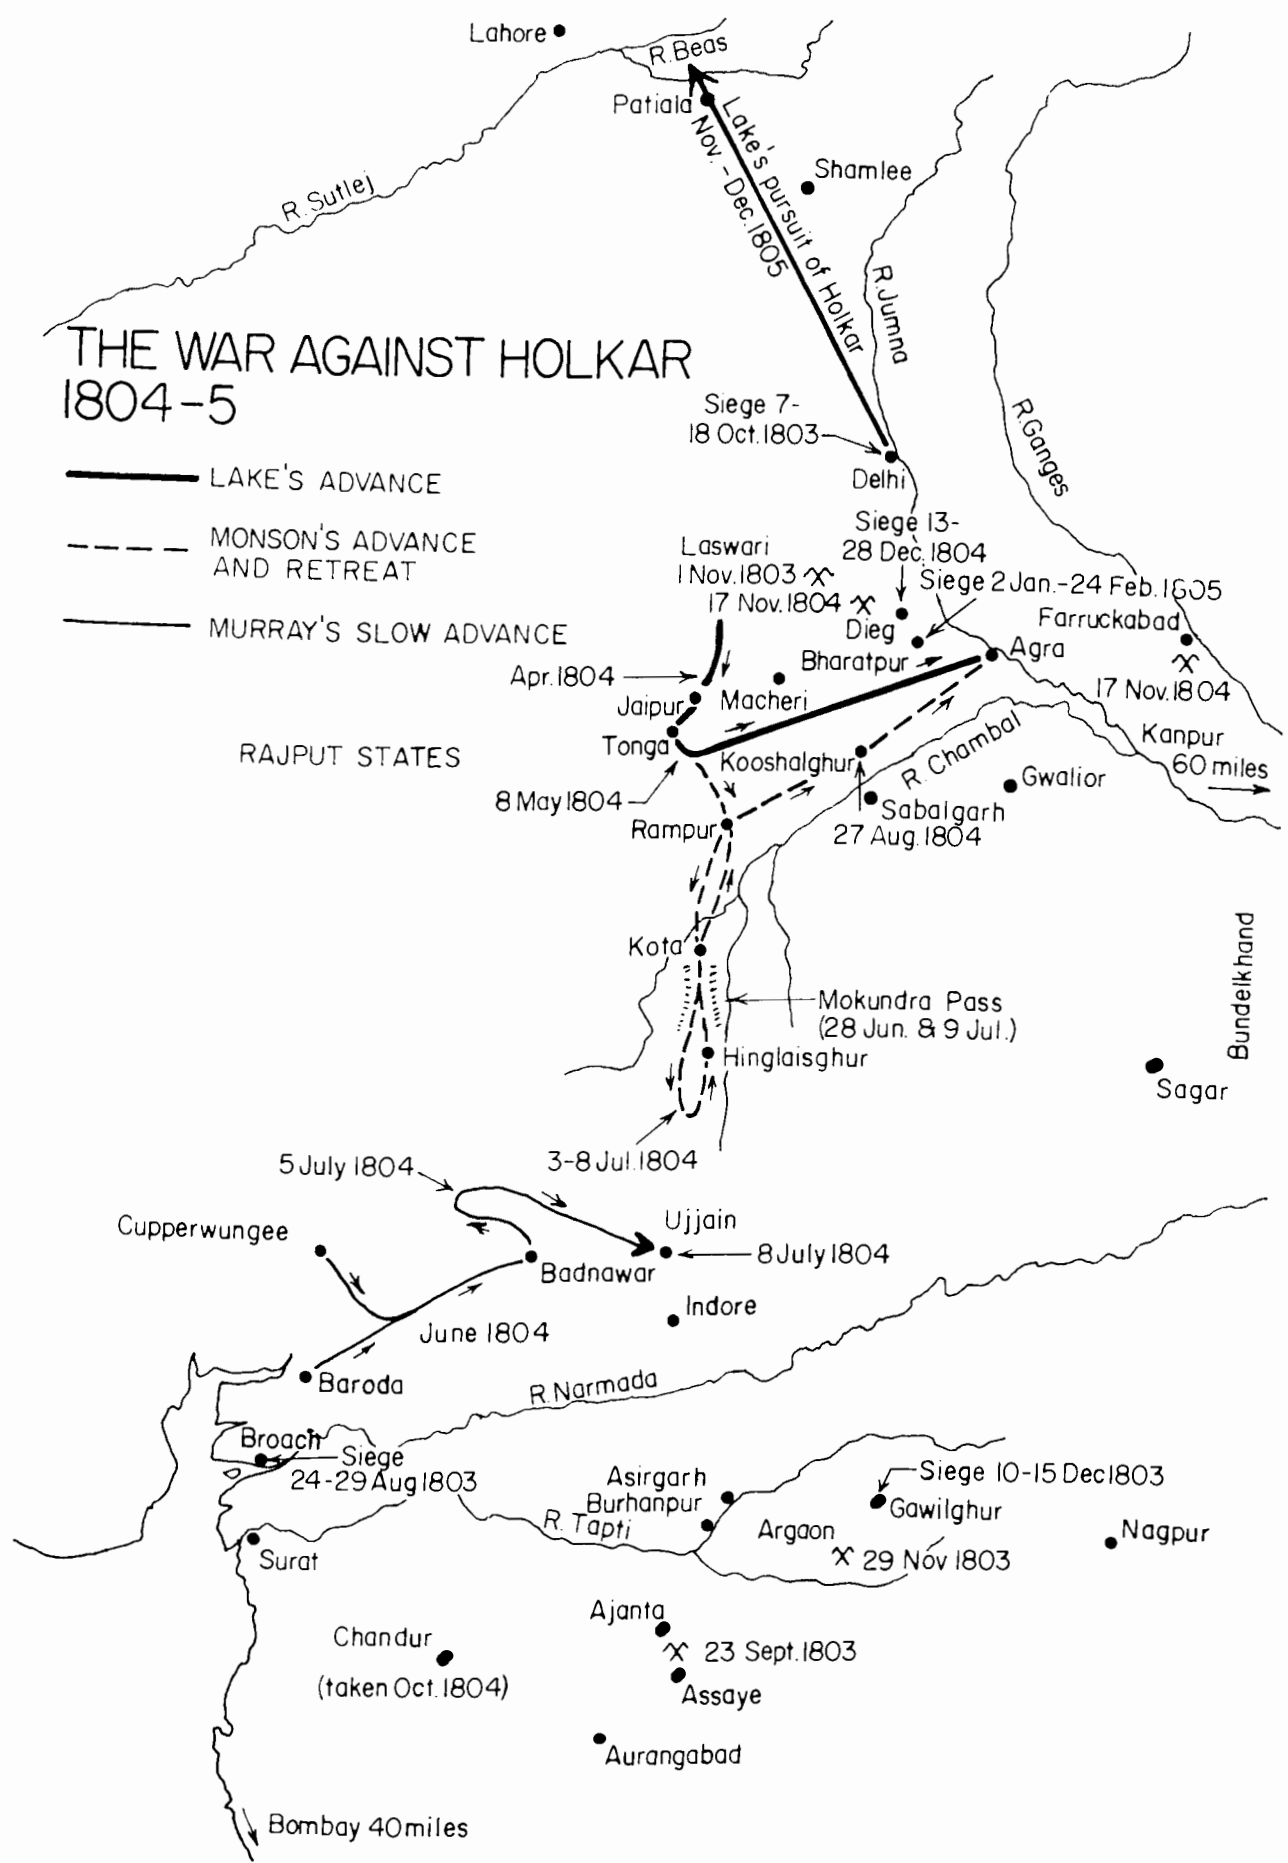 Lahore
R. Beas
Patiala
Lake's pursuit of Holkar
Nov. - Dec. 1805
Shamlee
R. Sutlej
R. Jumna
THE WAR AGAINST HOLKAR
1804-5
LAKE'S ADVANCE
MONSON'S ADVANCE
AND RETREAT
MURRAY'S SLOW ADVANCE
Siege 7-
18 Oct. 1803
Delhi
R. Ganges
Siege 13-
28 Dec. 1804
Laswari
1 Nov. 1803
17 Nov. 1804
Siege 2 Jan.-24 Feb. 1805
Dieg
Farruckabad
17 Nov. 1804
Bharatpur
Agra
Apr. 1804
Jaipur
Macheri
Tonga
RAJPUT STATES
Kooshalghur
R. Chambal
Kanpur
60 miles
8 May 1804
Gwalior
Sabalgarh
27 Aug. 1804
Rampur
Kota
Mokundra Pass
(28 Jun. & 9 Jul.)
Bundelkhand
Hinglaisghur
Sagar
3-8 Jul. 1804
5 July 1804
Cupperwungee
Ujjain
8 July 1804
Badnawar
Indore
June 1804
Baroda
R. Narmada
Broach
Siege
24-29 Aug 1803
Asirgarh
Burhanpur
Siege 10-15 Dec 1803
Gawilghur
R. Tapti
Argaon
29 Nov 1803
Nagpur
Surat
Ajanta
23 Sept. 1803
Assaye
Chandur
(taken Oct. 1804)
Aurangabad
Bombay 40 miles